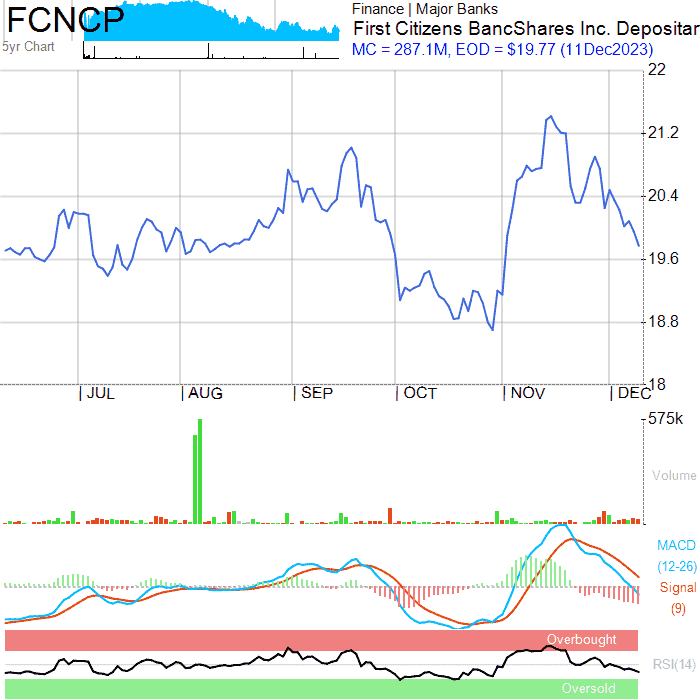 FCNCP
5yr Chart
Finance | Major Banks
First Citizens BancShares Inc. Depositar
MC = 287.1M, EOD = $19.77 (11Dec2023)
22
21.2
20.4
19.6
18.8
18
JUL AUG SEP OCT NOV DEC
575k
Volume
MACD
(12-26)
Signal
(9)
Overbought
RSI(14)
Oversold